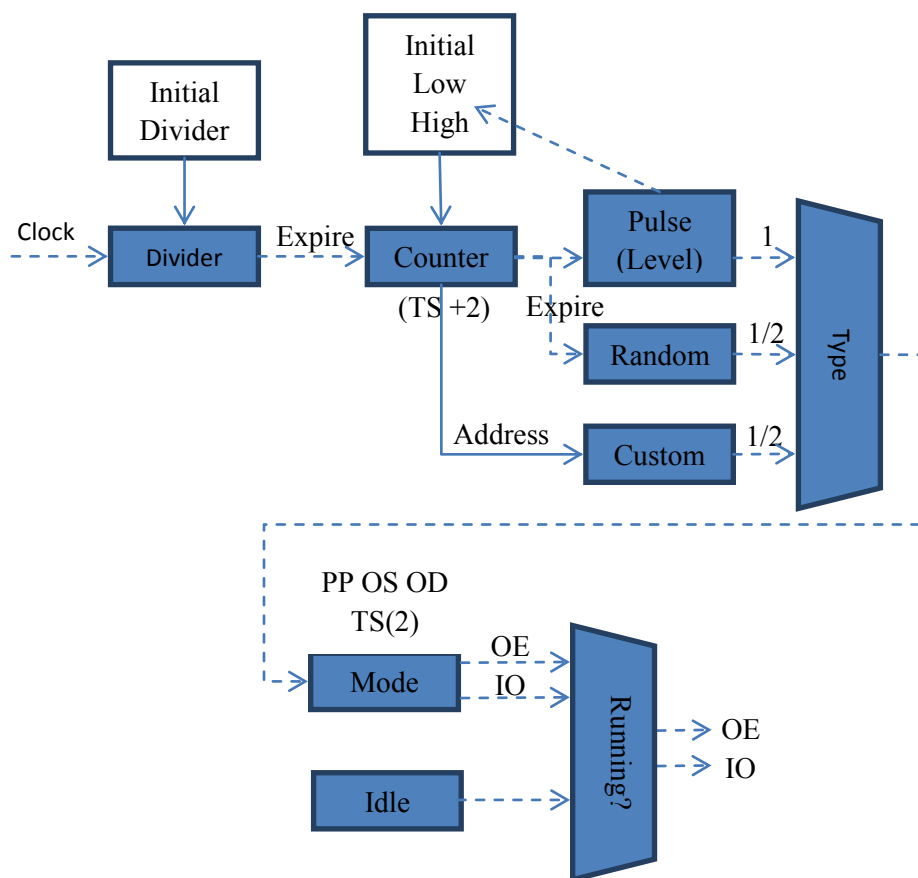 Initial
Divider
Initial
Low
High
Clock
Divider
Expire
Counter
(TS +2)
Pulse
(Level)
1
Expire
Random
1/2
Type
Address
Custom
1/2
PP OS OD
TS(2)
Mode
OE
IO
Running?
OE
IO
Idle